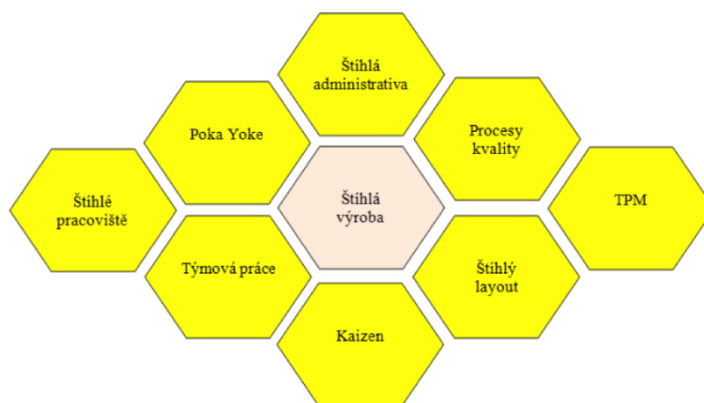 Štíhlá
administrativa
Poka Yoke
Procesy
kvality
Štíhlé
pracoviště
Štíhlá
výroba
TPM
Týmová práce
Štíhlý
layout
Kaizen